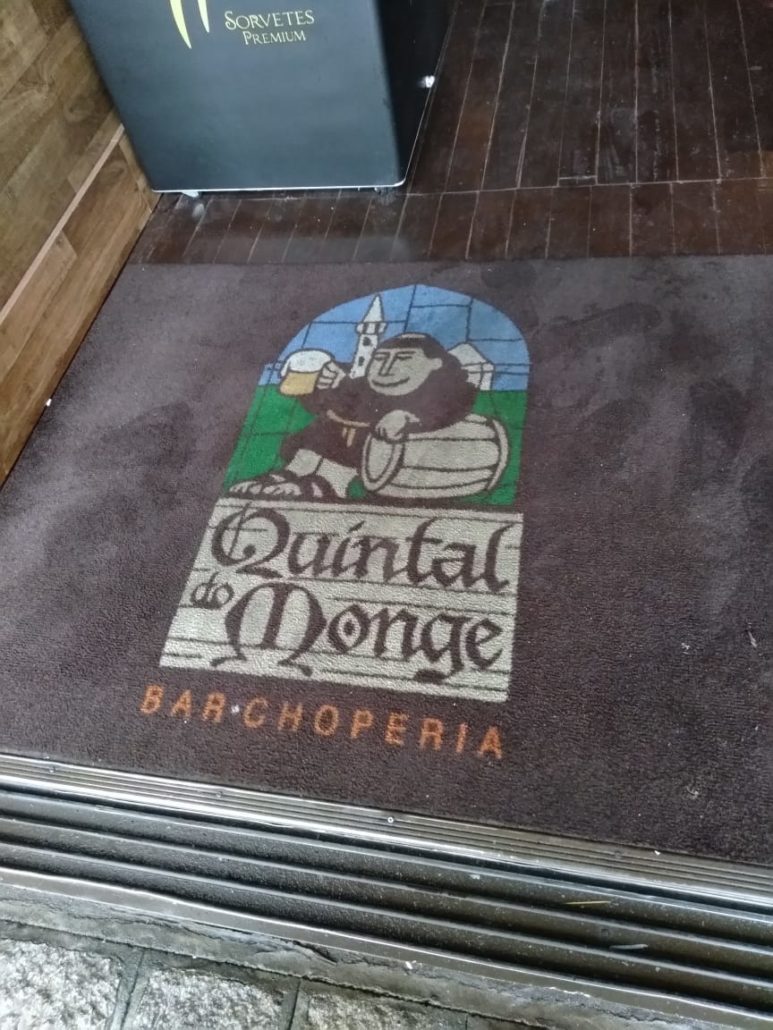 Sorvetes
Premium
Quintal
do Monge
BAR·CHOPERIA